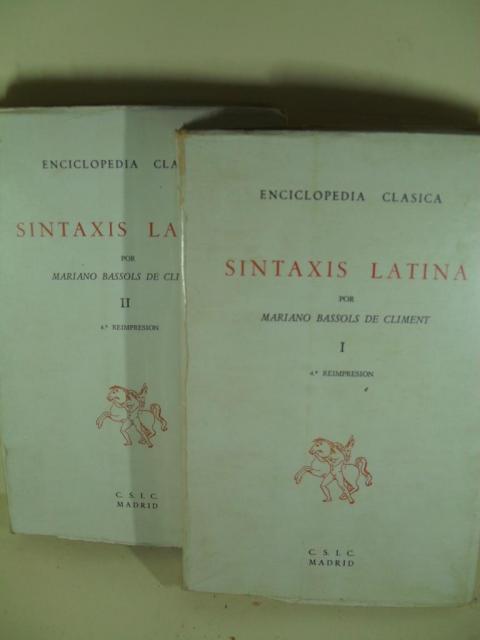 ENCICLOPEDIA CLA
SINTAXIS LA
POR
MARIANO BASSOLS DE CLI
II
4.ª REIMPRESION
C. S. I. C.
MADRID
ENCICLOPEDIA CLASICA
SINTAXIS LATINA
POR
MARIANO BASSOLS DE CLIMENT
I
4.ª REIMPRESION
C. S. I. C.
MADRID